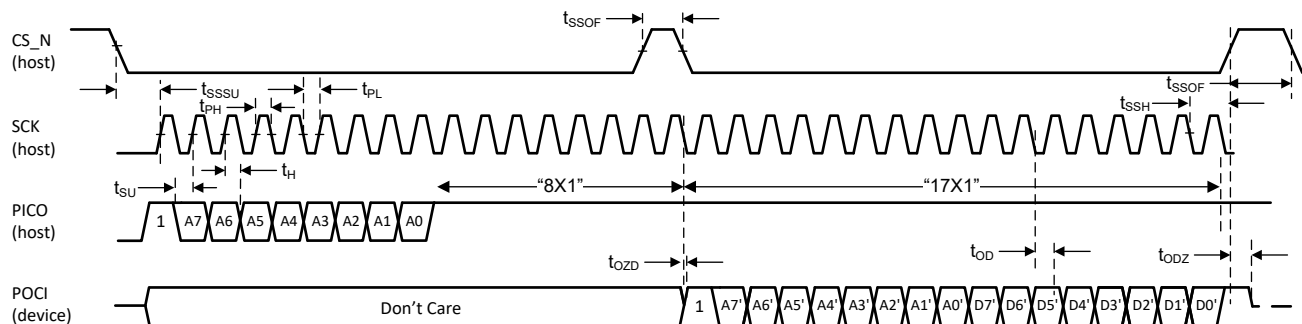 tSSOF
CS_N
(host)
tSSSU
tPL
tSSOF
tPH
tSSH
SCK
(host)
tH
tSU
“8X1”
“17X1”
PICO
(host)
1 A7 A6 A5 A4 A3 A2 A1 A0
tOZD
tOD
tODZ
POCI
(device)
Don’t Care
1 A7' A6' A5' A4' A3' A2' A1' A0' D7' D6' D5' D4' D3' D2' D1' D0'